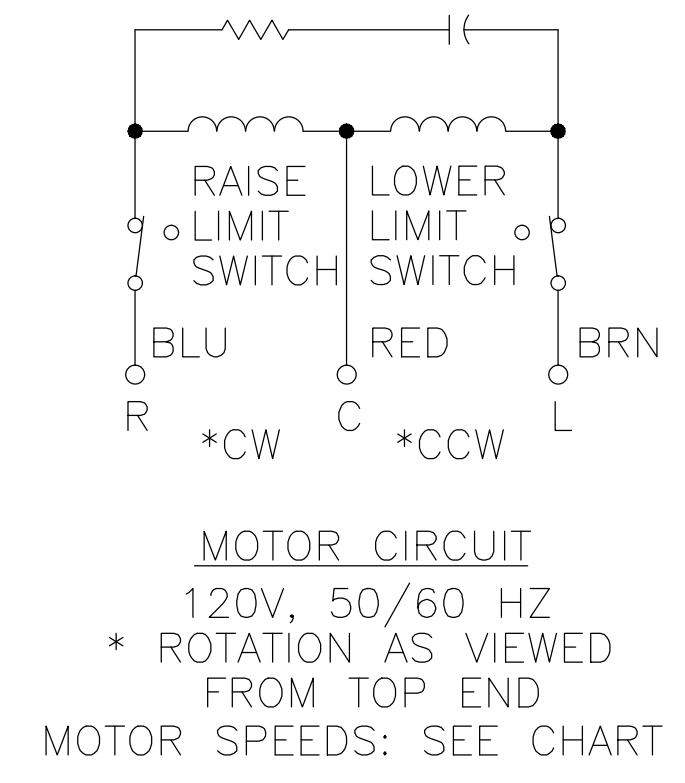 RAISE LIMIT SWITCH
LOWER LIMIT SWITCH
BLU
RED
BRN
R
C
L
*CW
*CCW
MOTOR CIRCUIT
120V, 50/60 HZ
* ROTATION AS VIEWED
FROM TOP END
MOTOR SPEEDS: SEE CHART